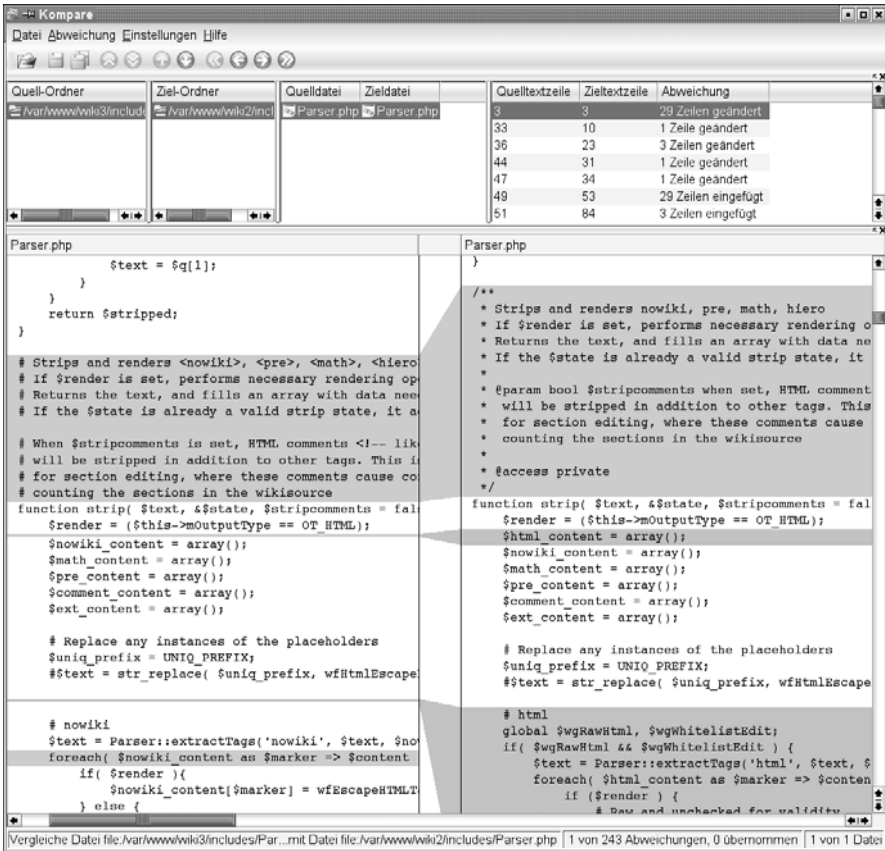 Kompare
Datei Abweichung Einstellungen Hilfe
Quell-Ordner Ziel-Ordner Quelldatei Zieldatei Quelltextzeile Zieltextzeile Abweichung
/var/www/wiki3/include /var/www/wiki2/incl Parser.php Parser.php 3 3 29 Zeilen geändert
33 10 1 Zeile geändert
36 23 3 Zeilen geändert
44 31 1 Zeile geändert
47 34 1 Zeile geändert
49 53 29 Zeilen eingefügt
51 84 3 Zeilen eingefügt
Parser.php
$text = $q[1];
}
}
return $stripped;
}
# Strips and renders <nowiki>, <pre>, <math>, <hiero
# If $render is set, performs necessary rendering op
# Returns the text, and fills an array with data nee
# If the $state is already a valid strip state, it a
# When $stripcomments is set, HTML comments <!-- lik
# will be stripped in addition to other tags. This i
# for section editing, where these comments cause co
# counting the sections in the wikisource
function strip( $text, &$state, $stripcomments = fal
$render = ($this->mOutputType == OT_HTML);
$nowiki_content = array();
$math_content = array();
$pre_content = array();
$comment_content = array();
$ext_content = array();
# Replace any instances of the placeholders
$uniq_prefix = UNIQ_PREFIX;
#$text = str_replace( $uniq_prefix, wfHtmlEscape
# nowiki
$text = Parser::extractTags('nowiki', $text, $no
foreach( $nowiki_content as $marker => $content
if( $render ){
$nowiki_content[$marker] = wfEscapeHTMLT
} else {
Parser.php
}
/**
* Strips and renders nowiki, pre, math, hiero
* If $render is set, performs necessary rendering o
* Returns the text, and fills an array with data ne
* If the $state is already a valid strip state, it
*
* @param bool $stripcomments when set, HTML comment
* will be stripped in addition to other tags. This
* for section editing, where these comments cause
* counting the sections in the wikisource
*
* @access private
*/
function strip( $text, &$state, $stripcomments = fal
$render = ($this->mOutputType == OT_HTML);
$html_content = array();
$nowiki_content = array();
$math_content = array();
$pre_content = array();
$comment_content = array();
$ext_content = array();
# Replace any instances of the placeholders
$uniq_prefix = UNIQ_PREFIX;
#$text = str_replace( $uniq_prefix, wfHtmlEscape
# html
global $wgRawHtml, $wgWhitelistEdit;
if( $wgRawHtml && $wgWhitelistEdit ) {
$text = Parser::extractTags('html', $text, $
foreach( $html_content as $marker => $conten
if ($render ) {
# Raw and unchecked for validity
Vergleiche Datei file:/var/www/wiki3/includes/Par...mit Datei file:/var/www/wiki2/includes/Parser.php 1 von 243 Abweichungen, 0 übernommen 1 von 1 Datei